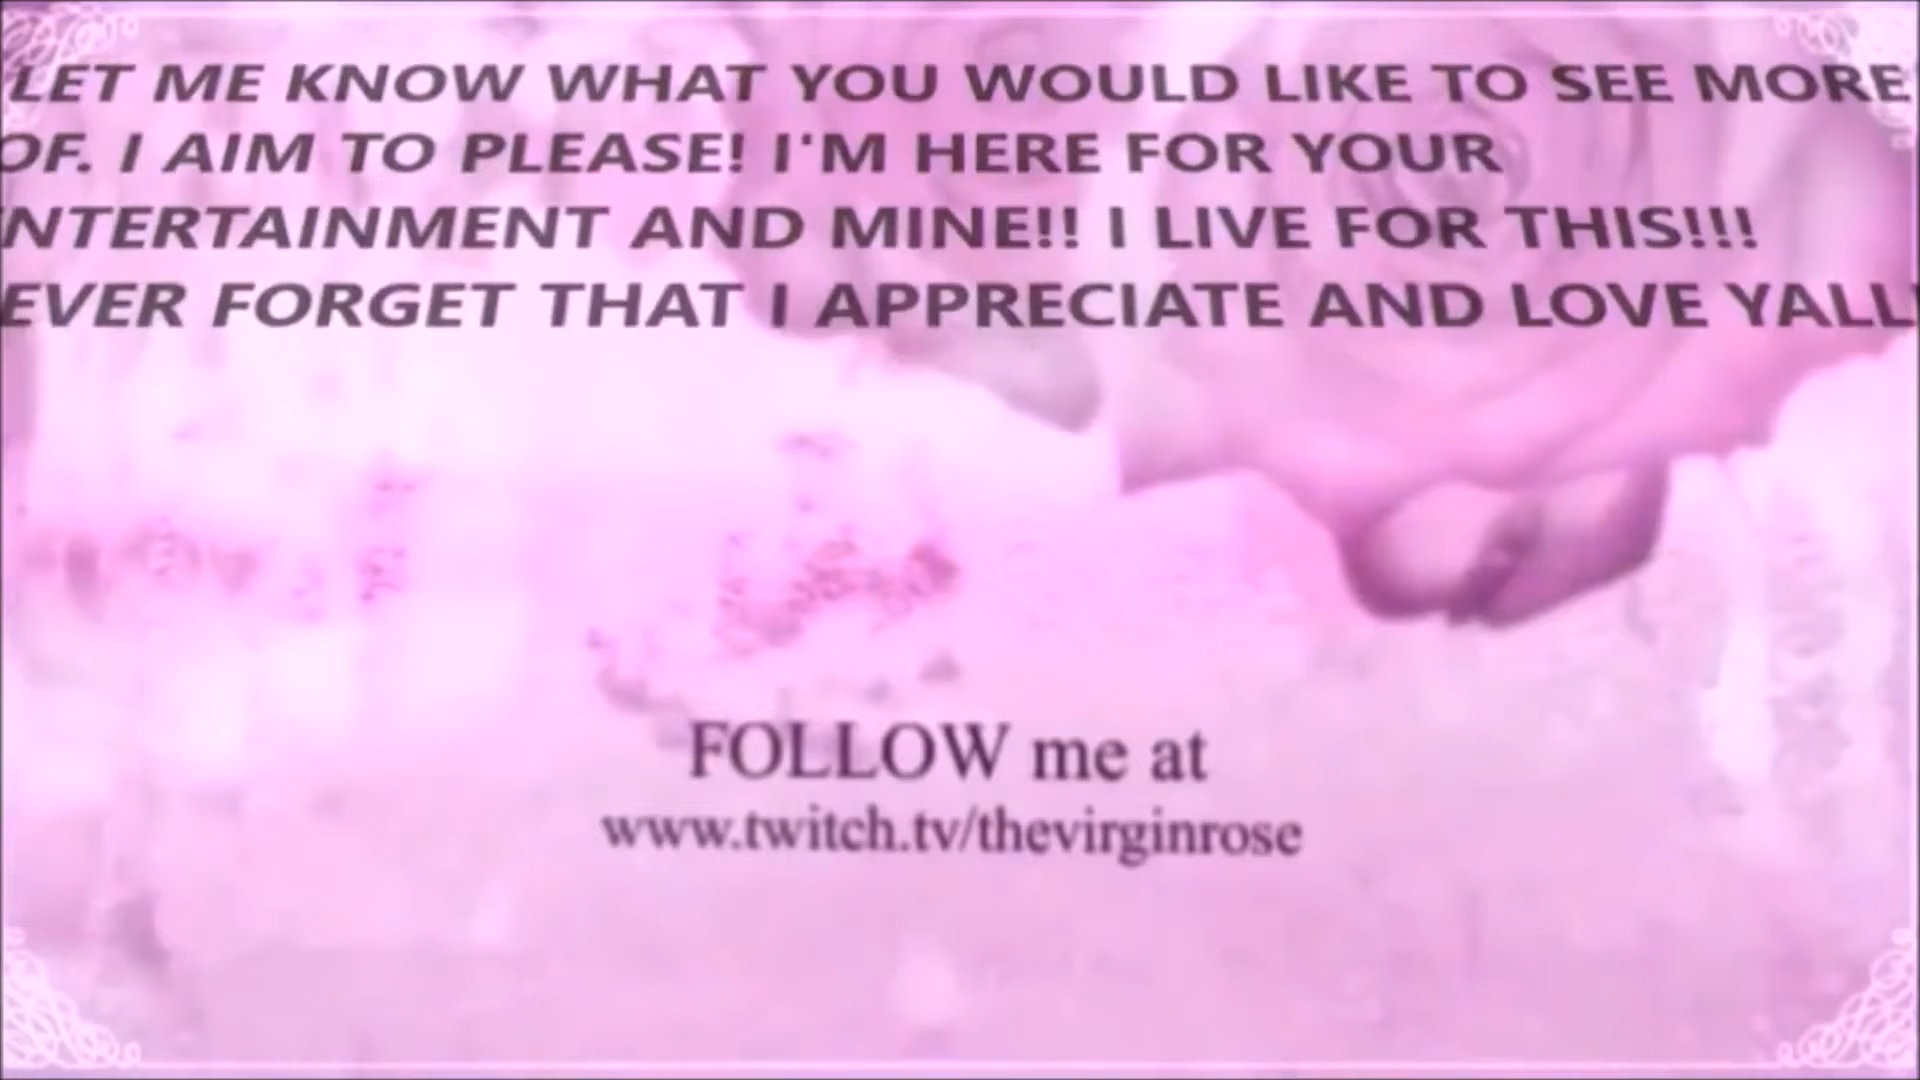 LET ME KNOW WHAT YOU WOULD LIKE TO SEE MORE
OF. I AIM TO PLEASE! I'M HERE FOR YOUR
NTERTAINMENT AND MINE!! I LIVE FOR THIS!!!
EVER FORGET THAT I APPRECIATE AND LOVE YALL!
FOLLOW me at
www.twitch.tv/thevirginrose